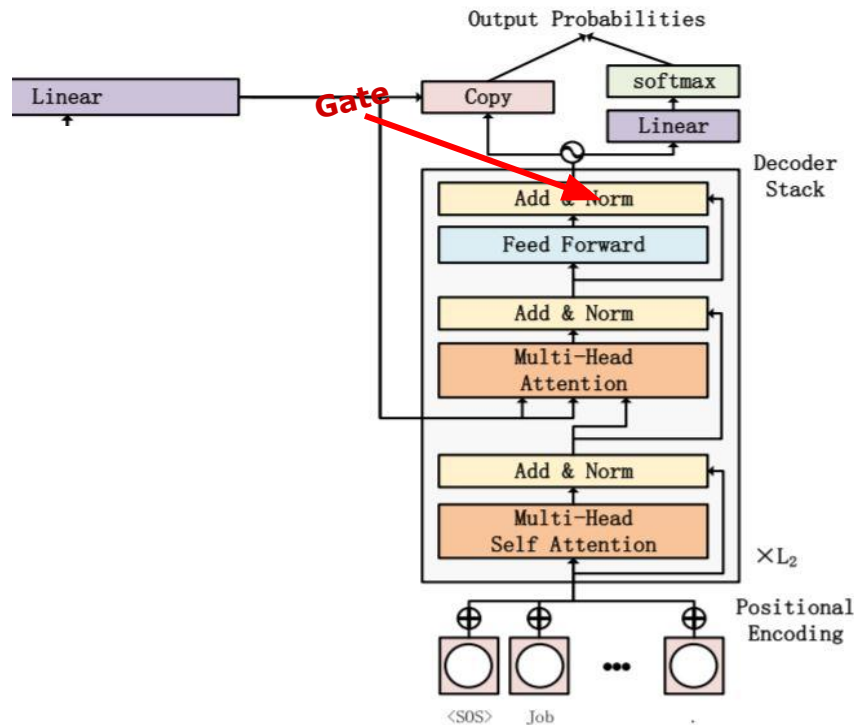 Output Probabilities
softmax
Linear
Gate
Copy
Linear
Decoder
Stack
Add & Norm
Feed Forward
Add & Norm
Multi-Head
Attention
Add & Norm
Multi-Head
Self Attention
×L₂
Positional
Encoding
•••
<SOS> Job .